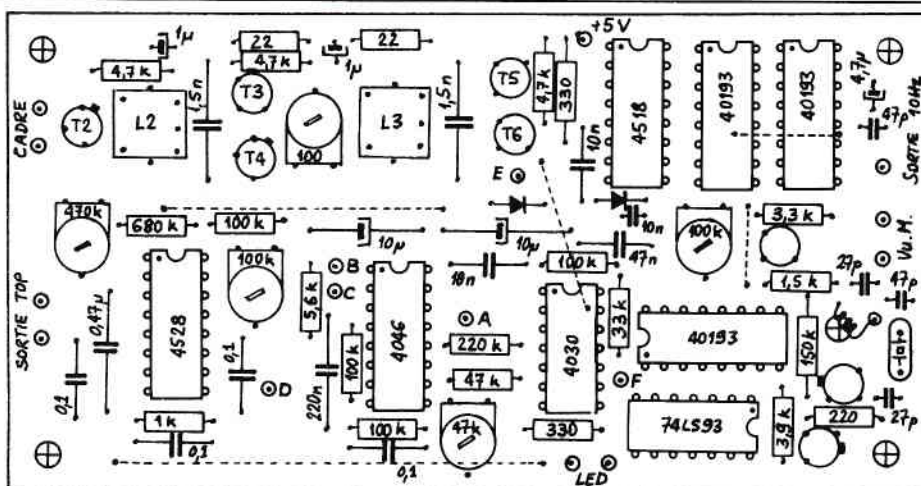 +5V
1µ
22
1µ
22
4,7k
4,7k
1,5n
1,5n
T5
4,7k
330
4518
40193
40193
4,7µ
47p
CADRE
T2
L2
T3
T4
100
L3
T6
10n
SORTIE 10Hz
E
470k
680k
100k
10µ
10µ
10n
47n
100k
3,3k
Vu.M.
100k
B
C
5,6k
18n
100k
1,5k
27p
47p
SORTIE TOP
0,47µ
4528
4046
A
220k
4030
33k
40193
150k
0,1
0,1
D
220n
100k
47k
F
74LS93
3,9k
220
27p
1k
0,1
100k
0,1
47k
330
LED